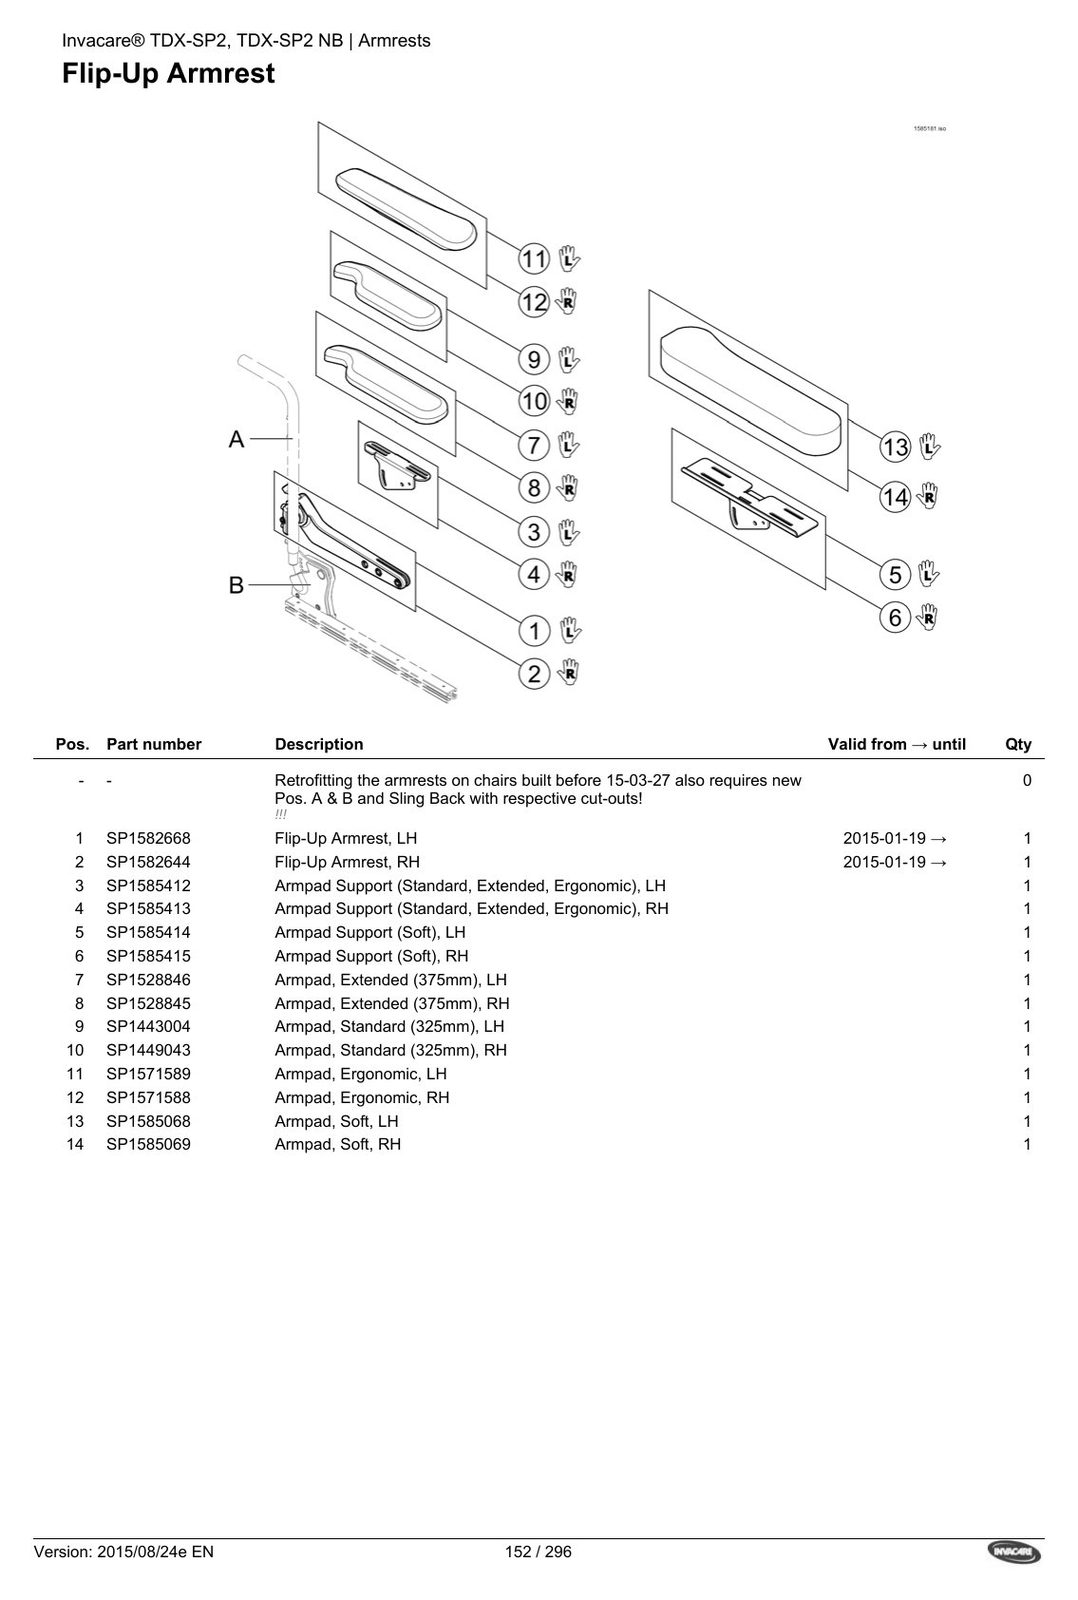 Invacare® TDX-SP2, TDX-SP2 NB | Armrests
Flip-Up Armrest
1585181.iso
11 L
12 R
9 L
10 R
A
7 L
13 L
8 R
14 R
3 L
4 R
5 L
B
6 R
1 L
2 R
Pos. Part number Description Valid from → until Qty
- - Retrofitting the armrests on chairs built before 15-03-27 also requires new 0
Pos. A & B and Sling Back with respective cut-outs!
!!!
1 SP1582668 Flip-Up Armrest, LH 2015-01-19 → 1
2 SP1582644 Flip-Up Armrest, RH 2015-01-19 → 1
3 SP1585412 Armpad Support (Standard, Extended, Ergonomic), LH 1
4 SP1585413 Armpad Support (Standard, Extended, Ergonomic), RH 1
5 SP1585414 Armpad Support (Soft), LH 1
6 SP1585415 Armpad Support (Soft), RH 1
7 SP1528846 Armpad, Extended (375mm), LH 1
8 SP1528845 Armpad, Extended (375mm), RH 1
9 SP1443004 Armpad, Standard (325mm), LH 1
10 SP1449043 Armpad, Standard (325mm), RH 1
11 SP1571589 Armpad, Ergonomic, LH 1
12 SP1571588 Armpad, Ergonomic, RH 1
13 SP1585068 Armpad, Soft, LH 1
14 SP1585069 Armpad, Soft, RH 1
Version: 2015/08/24e EN 152 / 296 INVACARE